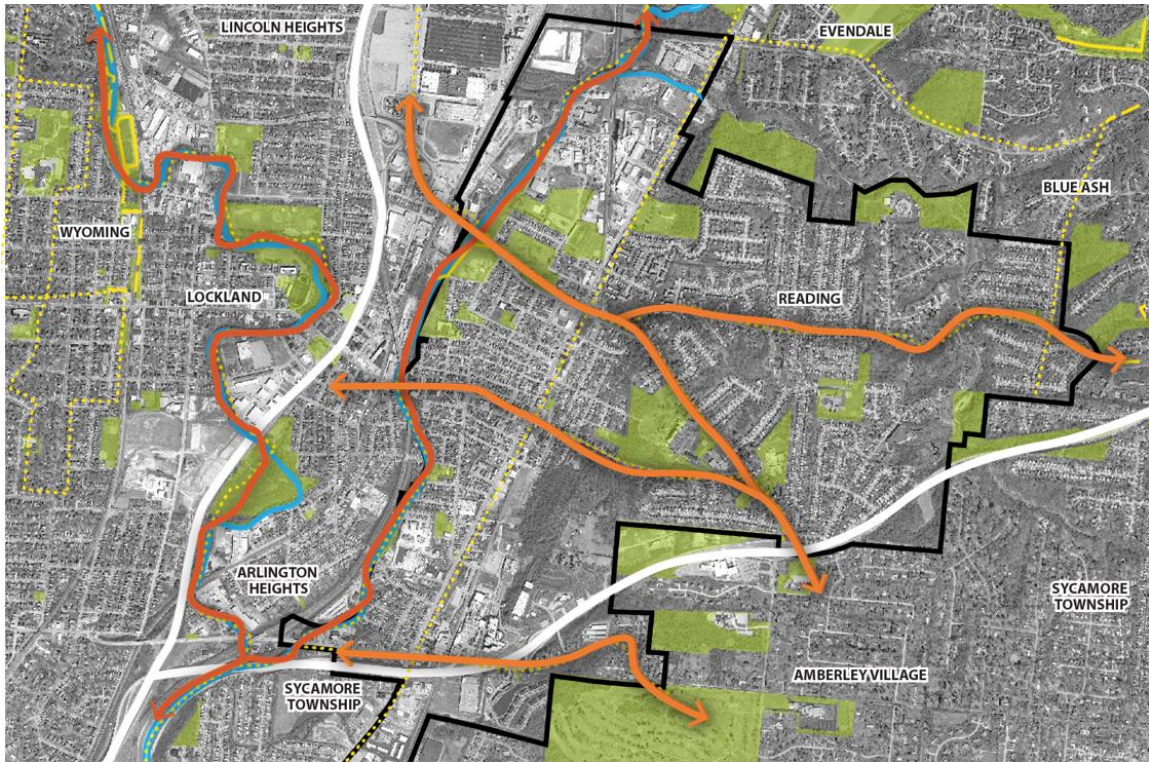 LINCOLN HEIGHTS
EVENDALE
BLUE ASH
WYOMING
LOCKLAND
READING
ARLINGTON
HEIGHTS
SYCAMORE
TOWNSHIP
SYCAMORE
TOWNSHIP
AMBERLEY VILLAGE